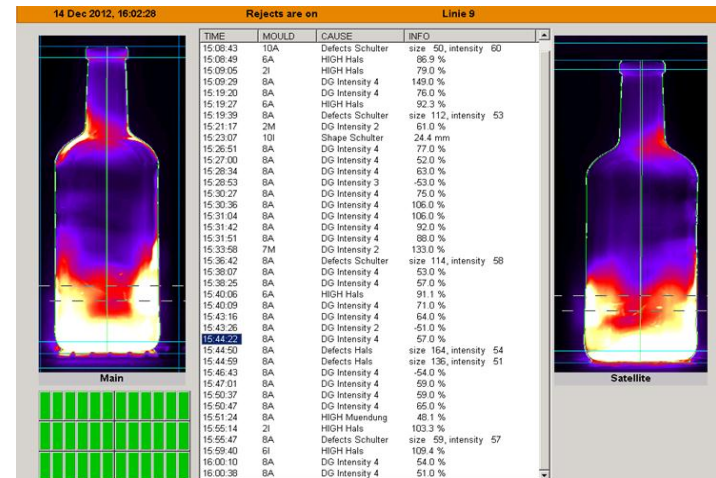 14 Dec 2012, 16:02:28 Rejects are on Linie 9
TIME MOULD CAUSE INFO
15:08:43 10A Defects Schulter size 50, intensity 60
15:08:49 6A HIGH Hals 86.9 %
15:09:05 2I HIGH Hals 79.0 %
15:09:29 8A DG Intensity 4 149.0 %
15:19:20 8A DG Intensity 4 76.0 %
15:19:27 6A HIGH Hals 92.3 %
15:19:39 8A Defects Schulter size 112, intensity 53
15:21:17 2M DG Intensity 2 61.0 %
15:23:07 10I Shape Schulter 24.4 mm
15:26:51 8A DG Intensity 4 77.0 %
15:27:00 8A DG Intensity 4 52.0 %
15:28:34 8A DG Intensity 4 63.0 %
15:28:53 8A DG Intensity 3 -53.0 %
15:30:27 8A DG Intensity 4 75.0 %
15:30:36 8A DG Intensity 4 106.0 %
15:31:04 8A DG Intensity 4 106.0 %
15:31:42 8A DG Intensity 4 92.0 %
15:31:51 8A DG Intensity 4 88.0 %
15:33:58 7M DG Intensity 2 133.0 %
15:36:42 8A Defects Schulter size 114, intensity 58
15:38:07 8A DG Intensity 4 53.0 %
15:38:25 8A DG Intensity 4 57.0 %
15:40:06 6A HIGH Hals 91.1 %
15:40:09 8A DG Intensity 4 71.0 %
15:43:16 8A DG Intensity 4 64.0 %
15:43:26 8A DG Intensity 2 -51.0 %
15:44:22 8A DG Intensity 4 57.0 %
15:44:50 8A Defects Hals size 164, intensity 54
15:44:59 8A Defects Hals size 136, intensity 51
15:46:43 8A DG Intensity 4 -54.0 %
15:47:01 8A DG Intensity 4 59.0 %
15:50:37 8A DG Intensity 4 59.0 %
15:50:47 8A DG Intensity 4 65.0 %
15:51:24 8A HIGH Muendung 48.1 %
15:55:14 2I HIGH Hals 103.3 %
15:55:47 8A Defects Schulter size 59, intensity 57
15:59:40 6I HIGH Hals 109.4 %
16:00:10 8A DG Intensity 4 54.0 %
16:00:38 8A DG Intensity 4 51.0 %
Main
Satellite